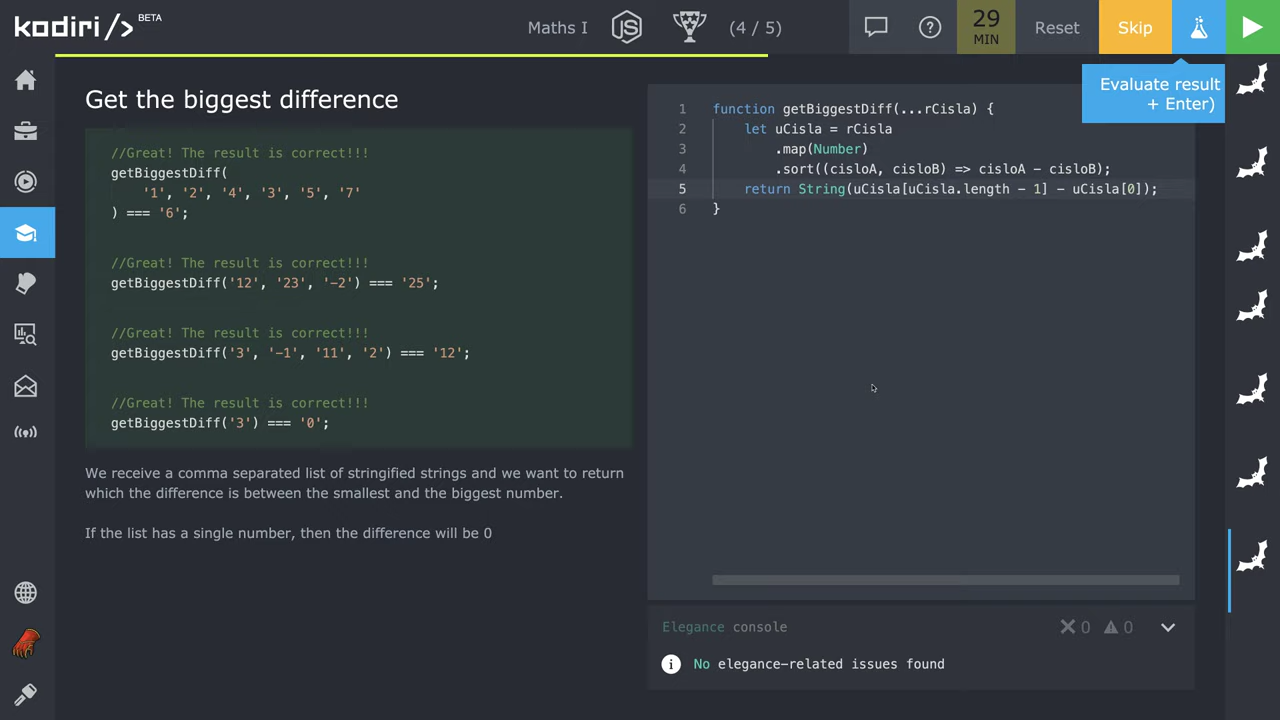 kodiri/> BETA
Maths I
JS
(4 / 5)
29
MIN
Reset
Skip
Evaluate result
+ Enter)
Get the biggest difference
//Great! The result is correct!!!
getBiggestDiff(
'1', '2', '4', '3', '5', '7'
) === '6';
//Great! The result is correct!!!
getBiggestDiff('12', '23', '-2') === '25';
//Great! The result is correct!!!
getBiggestDiff('3', '-1', '11', '2') === '12';
//Great! The result is correct!!!
getBiggestDiff('3') === '0';
We receive a comma separated list of stringified strings and we want to return
which the difference is between the smallest and the biggest number.
If the list has a single number, then the difference will be 0
1 function getBiggestDiff(...rCisla) {
2 let uCisla = rCisla
3 .map(Number)
4 .sort((cisloA, cisloB) => cisloA - cisloB);
5 return String(uCisla[uCisla.length - 1] - uCisla[0]);
6 }
Elegance console
0 0
No elegance-related issues found